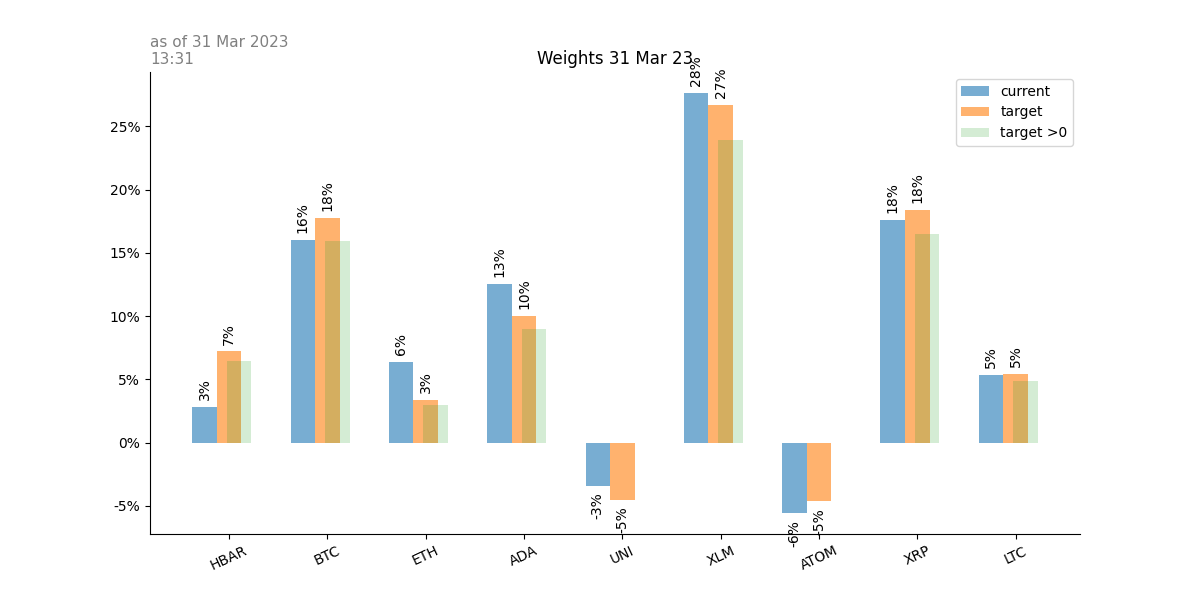 as of 31 Mar 2023
13:31
Weights 31 Mar 23
current
target
target >0
25%
20%
15%
10%
5%
0%
-5%
3%
7%
16%
18%
6%
3%
13%
10%
-3%
-5%
28%
27%
-6%
-5%
18%
18%
5%
5%
HBAR
BTC
ETH
ADA
UNI
XLM
ATOM
XRP
LTC